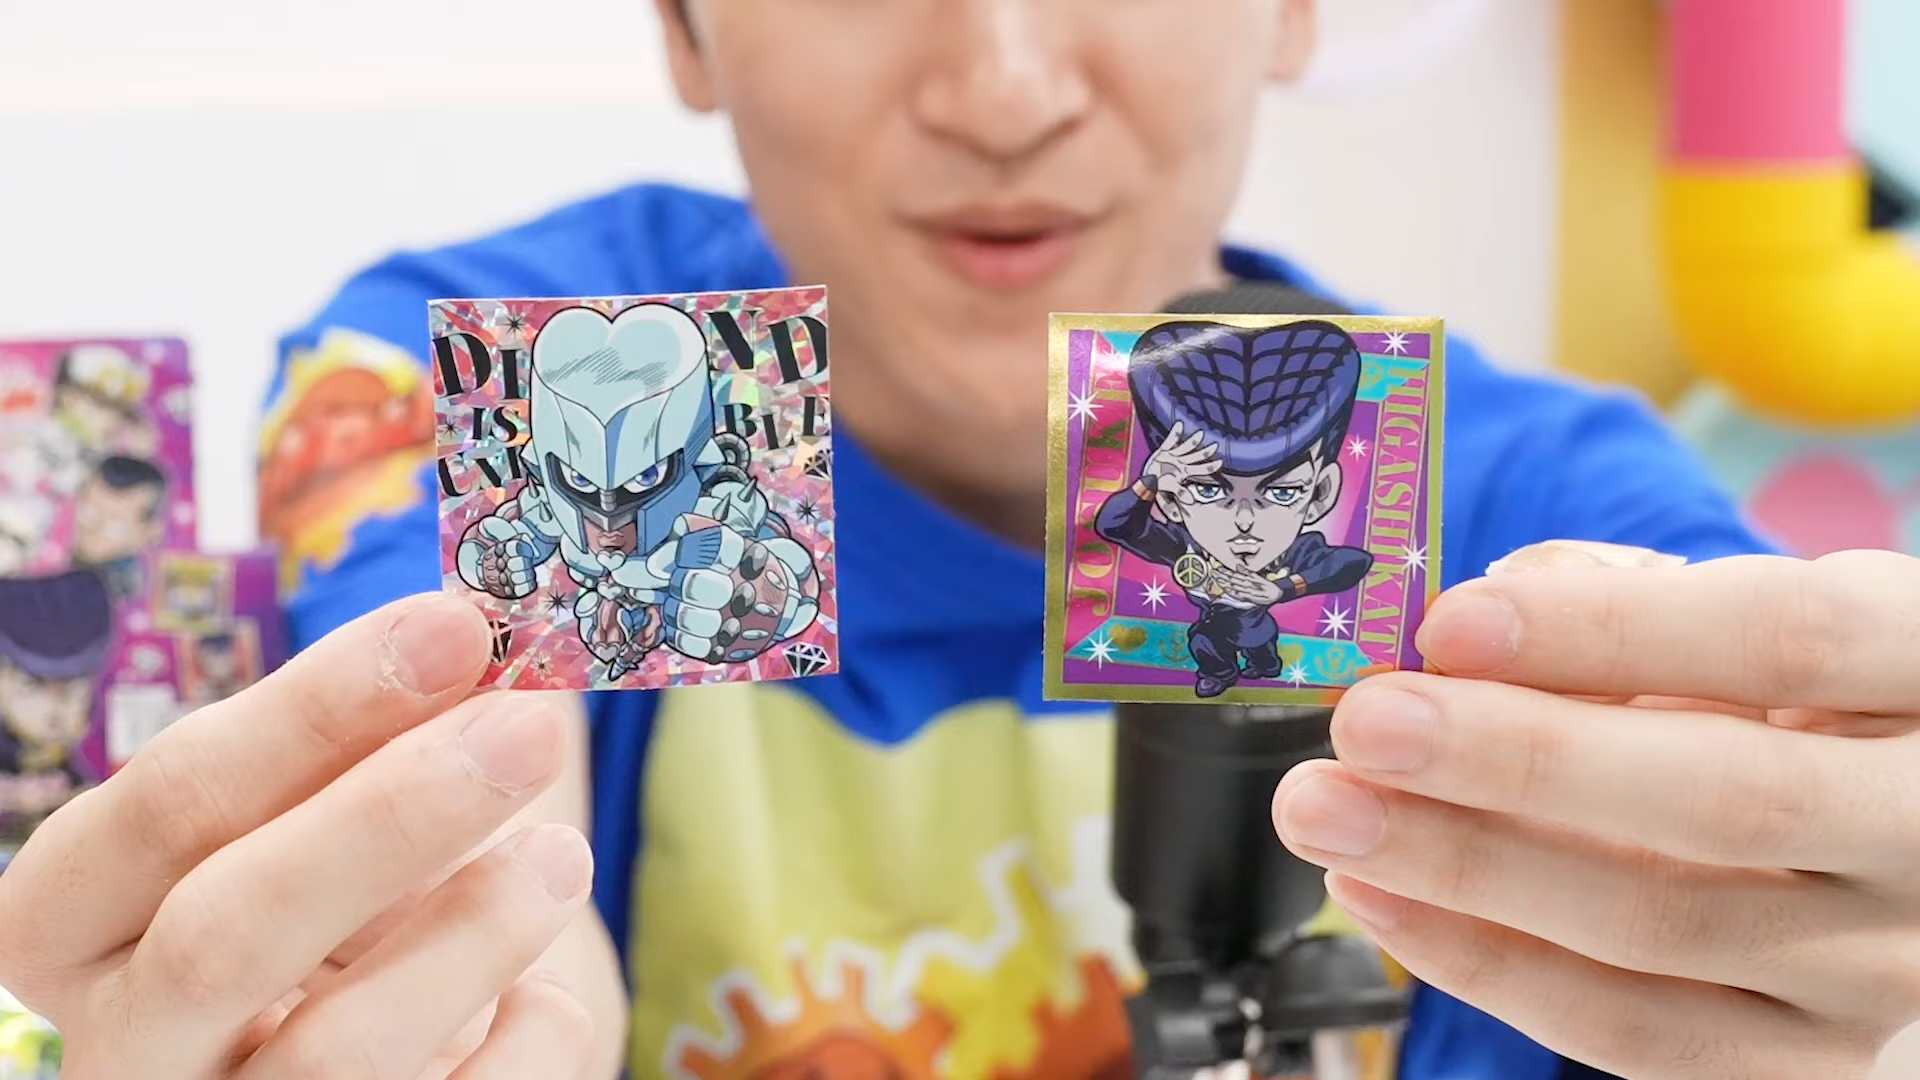 DI ND
IS BLE
UN
JOSUKE
HIGASHIKATA